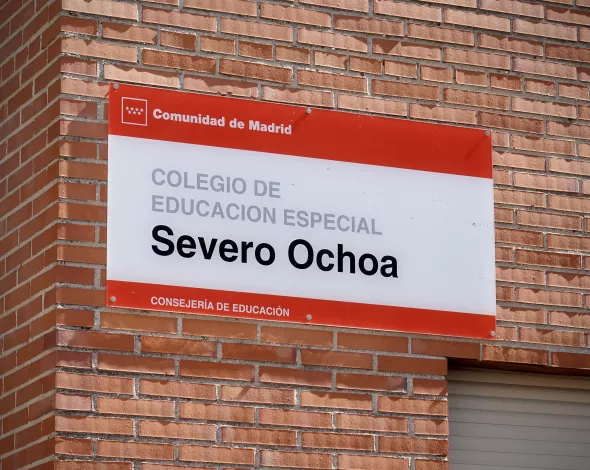 Comunidad de Madrid
COLEGIO DE
EDUCACION ESPECIAL
Severo Ochoa
CONSEJERÍA DE EDUCACIÓN